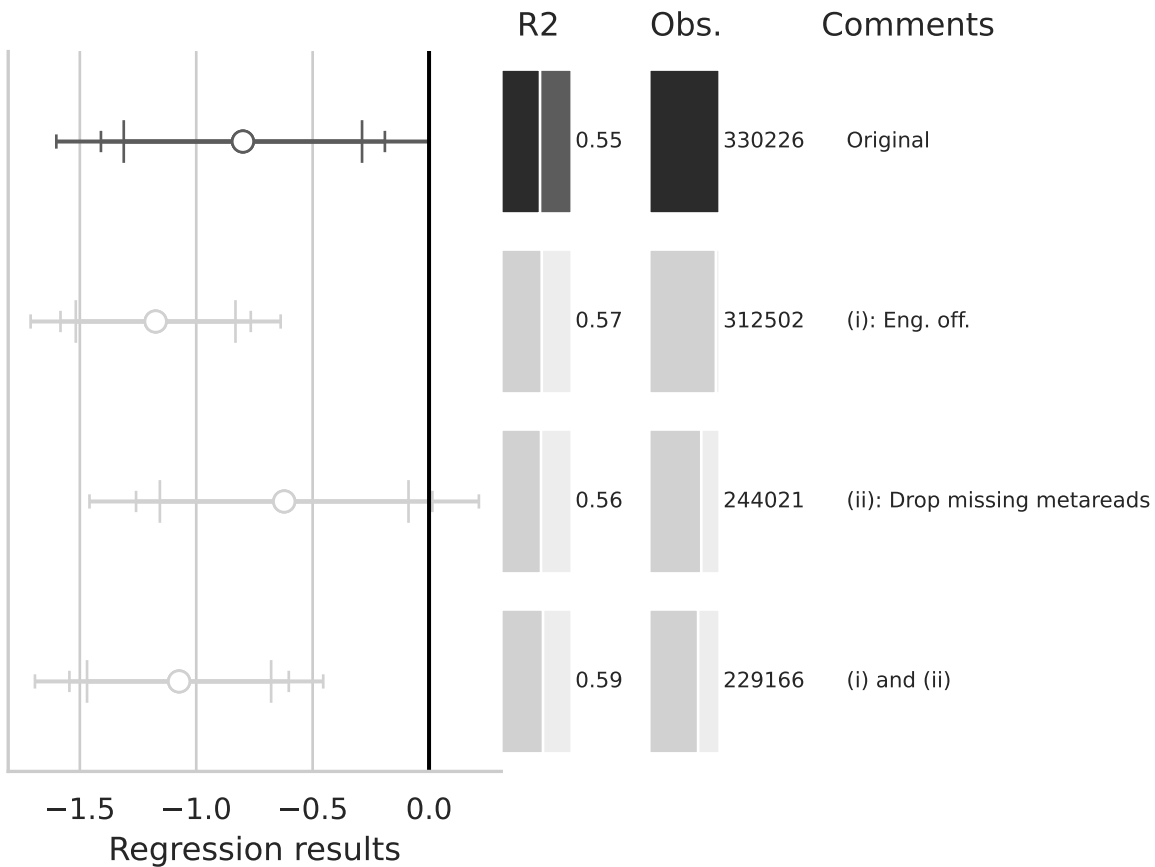 R2 Obs. Comments
0.55 330226 Original
0.57 312502 (i): Eng. off.
0.56 244021 (ii): Drop missing metareads
0.59 229166 (i) and (ii)
−1.5 −1.0 −0.5 0.0
Regression results